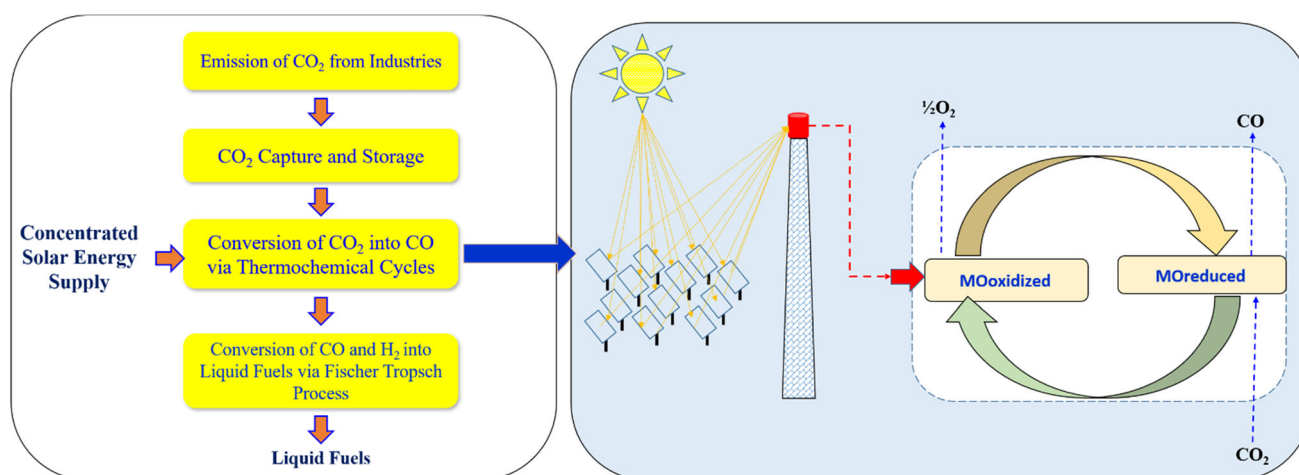 Emission of CO₂ from Industries
CO₂ Capture and Storage
Concentrated
Solar Energy
Supply
Conversion of CO₂ into CO
via Thermochemical Cycles
Conversion of CO and H₂ into
Liquid Fuels via Fischer Tropsch
Process
Liquid Fuels
½O₂
CO
MOoxidized
MOreduced
CO₂